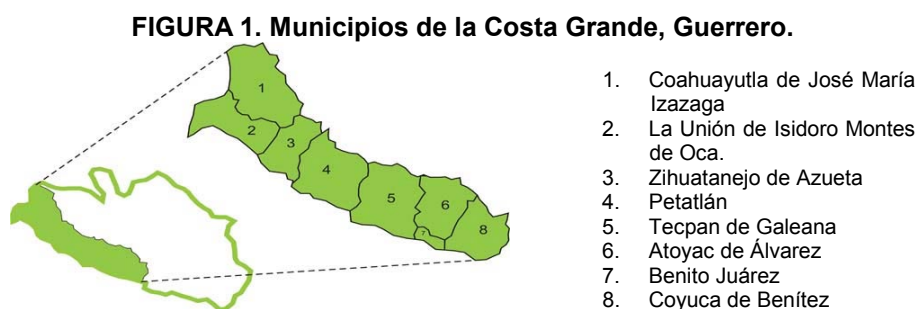 FIGURA 1. Municipios de la Costa Grande, Guerrero.
1
2
3
4
5
6
7
8
1. Coahuayutla de José María
Izazaga
2. La Unión de Isidoro Montes
de Oca.
3. Zihuatanejo de Azueta
4. Petatlán
5. Tecpan de Galeana
6. Atoyac de Álvarez
7. Benito Juárez
8. Coyuca de Benítez